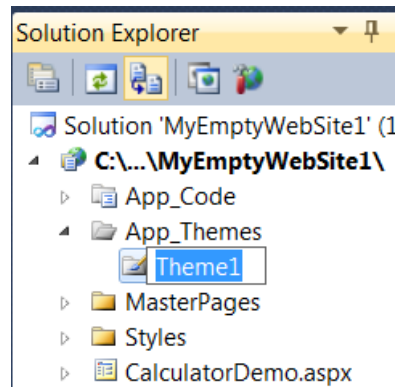 Solution Explorer
Solution 'MyEmptyWebSite1' (1
C:\...\MyEmptyWebSite1\
App_Code
App_Themes
Theme1
MasterPages
Styles
CalculatorDemo.aspx